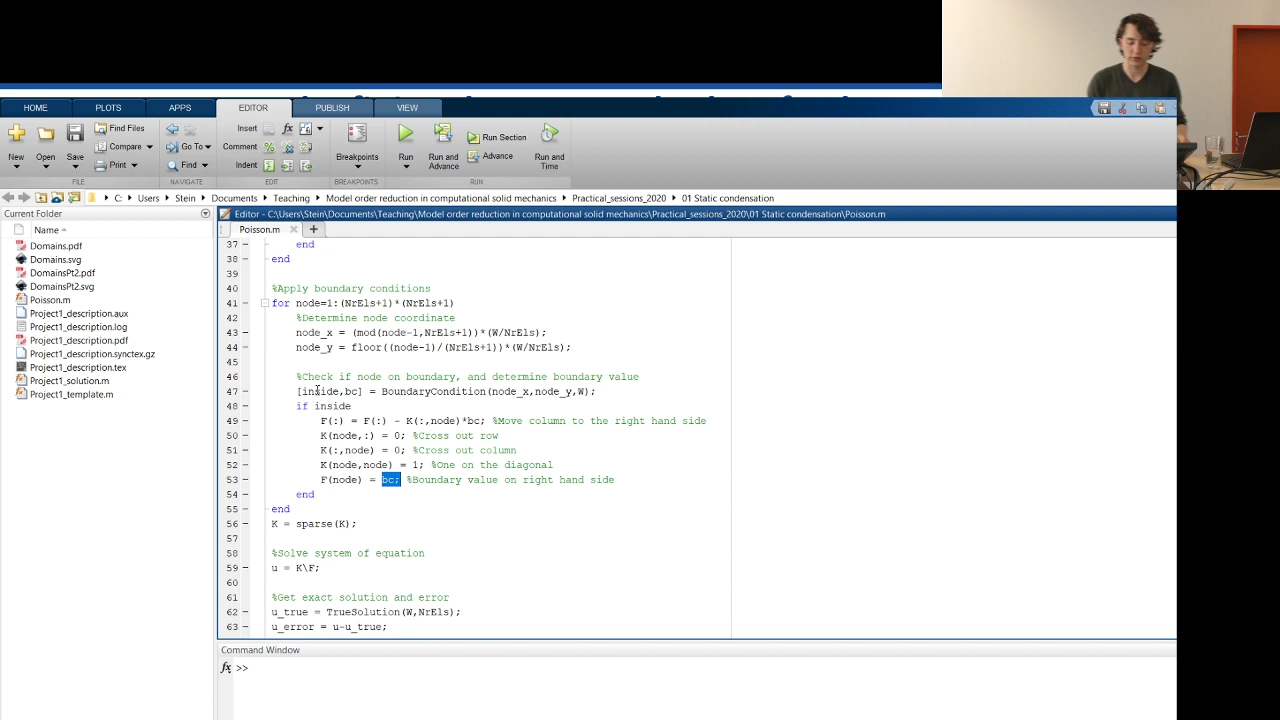 HOME PLOTS APPS EDITOR PUBLISH VIEW
New Open Save Find Files Compare Print
FILE
Go To Find
NAVIGATE
Insert fx
Comment
Indent
EDIT
Breakpoints
BREAKPOINTS
Run Run and Advance Run Section Advance Run and Time
RUN
C: Users Stein Documents Teaching Model order reduction in computational solid mechanics Practical_sessions_2020 01 Static condensation
Current Folder
Name
Domains.pdf
Domains.svg
DomainsPt2.pdf
DomainsPt2.svg
Poisson.m
Project1_description.aux
Project1_description.log
Project1_description.pdf
Project1_description.synctex.gz
Project1_description.tex
Project1_solution.m
Project1_template.m
Editor - C:\Users\Stein\Documents\Teaching\Model order reduction in computational solid mechanics\Practical_sessions_2020\01 Static condensation\Poisson.m
Poisson.m
37 end
38 end
39
40 %Apply boundary conditions
41 for node=1:(NrEls+1)*(NrEls+1)
42 %Determine node coordinate
43 node_x = (mod(node-1,NrEls+1))*(W/NrEls);
44 node_y = floor((node-1)/(NrEls+1))*(W/NrEls);
45
46 %Check if node on boundary, and determine boundary value
47 [inside,bc] = BoundaryCondition(node_x,node_y,W);
48 if inside
49 F(:) = F(:) - K(:,node)*bc; %Move column to the right hand side
50 K(node,:) = 0; %Cross out row
51 K(:,node) = 0; %Cross out column
52 K(node,node) = 1; %One on the diagonal
53 F(node) = bc; %Boundary value on right hand side
54 end
55 end
56 K = sparse(K);
57
58 %Solve system of equation
59 u = K\F;
60
61 %Get exact solution and error
62 u_true = TrueSolution(W,NrEls);
63 u_error = u-u_true;
Command Window
fx >>